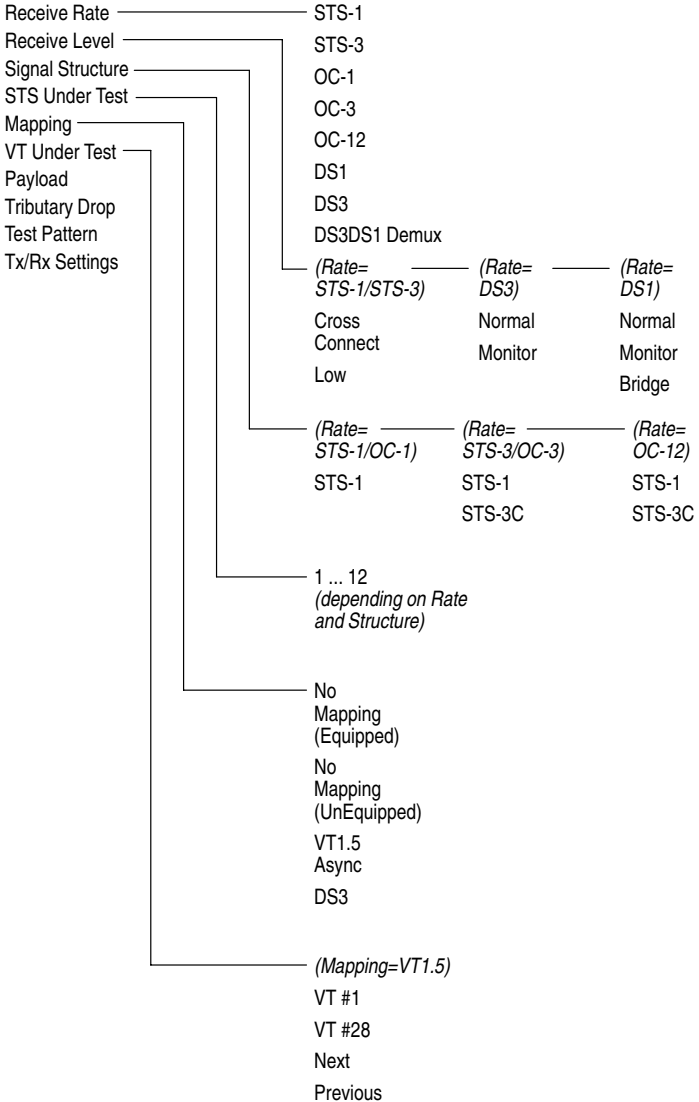 Receive Rate
Receive Level
Signal Structure
STS Under Test
Mapping
VT Under Test
Payload
Tributary Drop
Test Pattern
Tx/Rx Settings
STS-1
STS-3
OC-1
OC-3
OC-12
DS1
DS3
DS3DS1 Demux
(Rate=
STS-1/STS-3)
Cross
Connect
Low
(Rate=
DS3)
Normal
Monitor
(Rate=
DS1)
Normal
Monitor
Bridge
(Rate=
STS-1/OC-1)
STS-1
(Rate=
STS-3/OC-3)
STS-1
STS-3C
(Rate=
OC-12)
STS-1
STS-3C
1 ... 12
(depending on Rate
and Structure)
No
Mapping
(Equipped)
No
Mapping
(UnEquipped)
VT1.5
Async
DS3
(Mapping=VT1.5)
VT #1
VT #28
Next
Previous